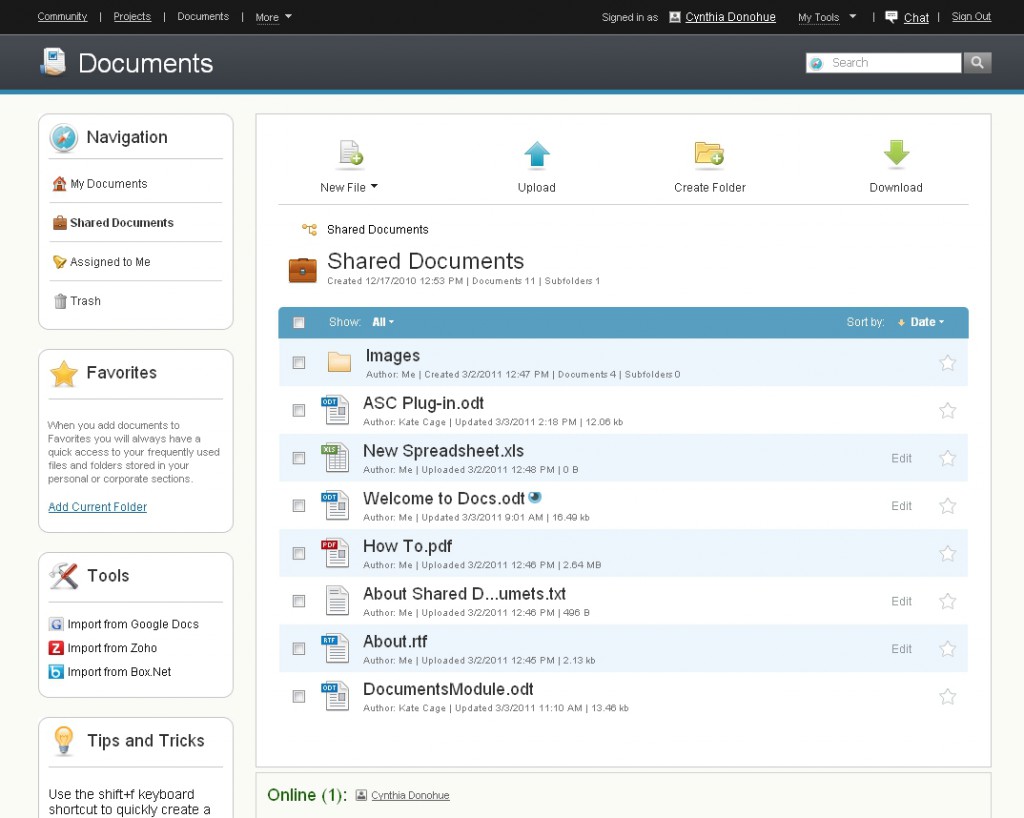 Community | Projects | Documents | More
Signed in as Cynthia Donohue My Tools | Chat | Sign Out
Documents
Search
Navigation
My Documents
Shared Documents
Assigned to Me
Trash
Favorites
When you add documents to
Favorites you will always have a
quick access to your frequently used
files and folders stored in your
personal or corporate sections.
Add Current Folder
Tools
Import from Google Docs
Import from Zoho
Import from Box.Net
Tips and Tricks
Use the shift+f keyboard
shortcut to quickly create a
New File Upload Create Folder Download
Shared Documents
Shared Documents
Created 12/17/2010 12:53 PM | Documents 11 | Subfolders 1
Show: All Sort by: Date
Images
Author: Me | Created 3/2/2011 12:47 PM | Documents 4 | Subfolders 0
ODT
ASC Plug-in.odt
Author: Kate Cage | Updated 3/3/2011 2:18 PM | 12.06 kb
XLS
New Spreadsheet.xls
Edit
Author: Me | Uploaded 3/2/2011 12:48 PM | 0 B
ODT
Welcome to Docs.odt
Edit
Author: Me | Updated 3/3/2011 9:01 AM | 16.49 kb
PDF
How To.pdf
Author: Me | Uploaded 3/2/2011 12:46 PM | 2.64 MB
About Shared D...umets.txt
Edit
Author: Me | Uploaded 3/2/2011 12:46 PM | 496 B
RTF
About.rtf
Edit
Author: Me | Uploaded 3/2/2011 12:45 PM | 2.13 kb
ODT
DocumentsModule.odt
Author: Kate Cage | Updated 3/3/2011 11:10 AM | 13.46 kb
Online (1): Cynthia Donohue